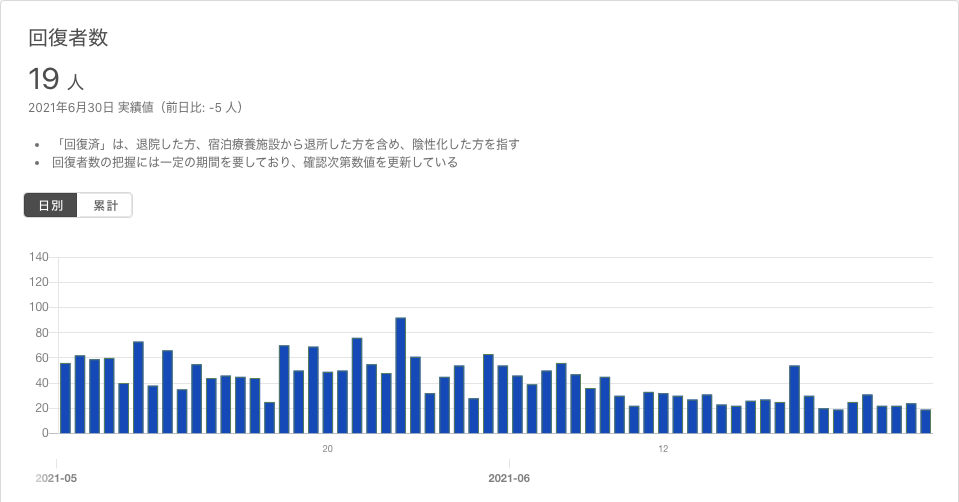 回復者数
19 人
2021年6月30日 実績値（前日比: -5 人）
• 「回復済」は、退院した方、宿泊療養施設から退所した方を含め、陰性化した方を指す
• 回復者数の把握には一定の期間を要しており、確認次第数値を更新している
日別 累計
140
120
100
80
60
40
20
0
20 12
2021-05 2021-06